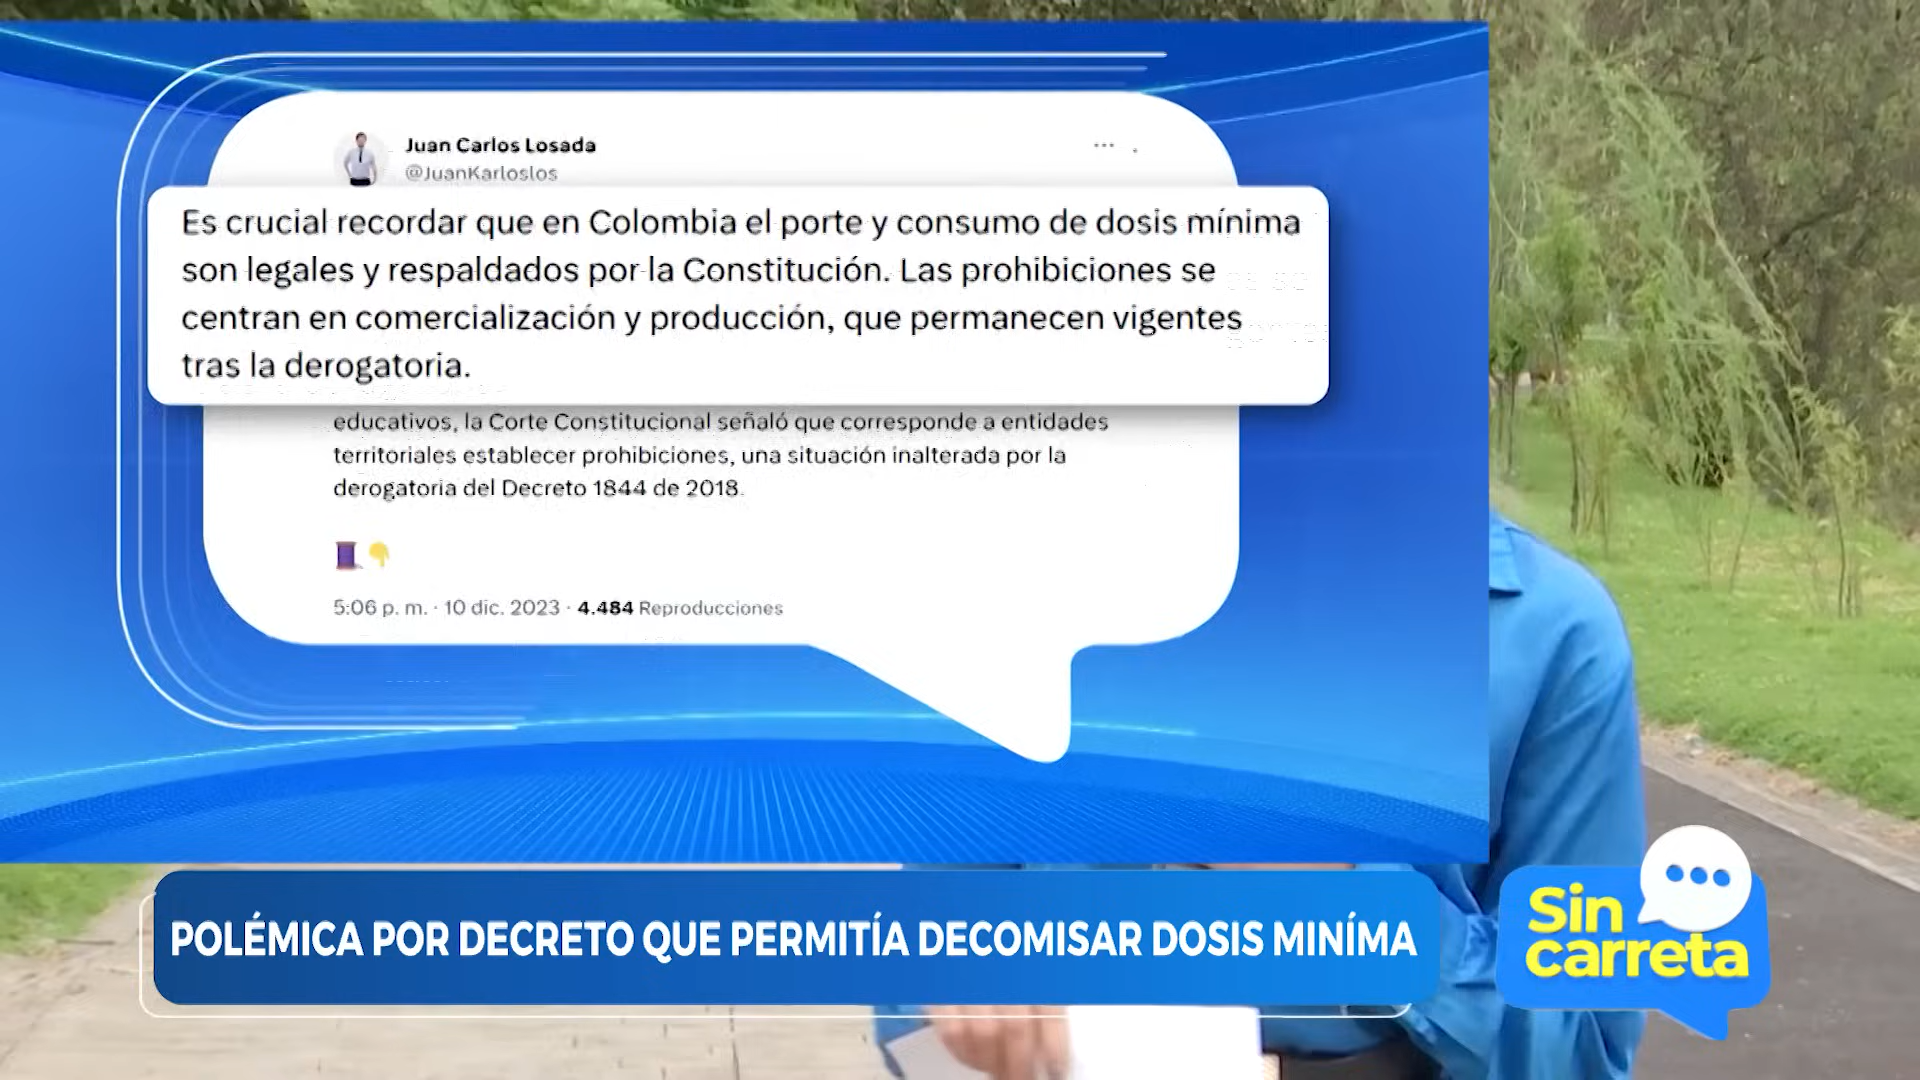 Juan Carlos Losada
@JuanKarloslos
Es crucial recordar que en Colombia el porte y consumo de dosis mínima
son legales y respaldados por la Constitución. Las prohibiciones se
centran en comercialización y producción, que permanecen vigentes
tras la derogatoria.
educativos, la Corte Constitucional señaló que corresponde a entidades
territoriales establecer prohibiciones, una situación inalterada por la
derogatoria del Decreto 1844 de 2018.
5:06 p. m. · 10 dic. 2023 · 4.484 Reproducciones
POLÉMICA POR DECRETO QUE PERMITÍA DECOMISAR DOSIS MINÍMA
Sin
carreta